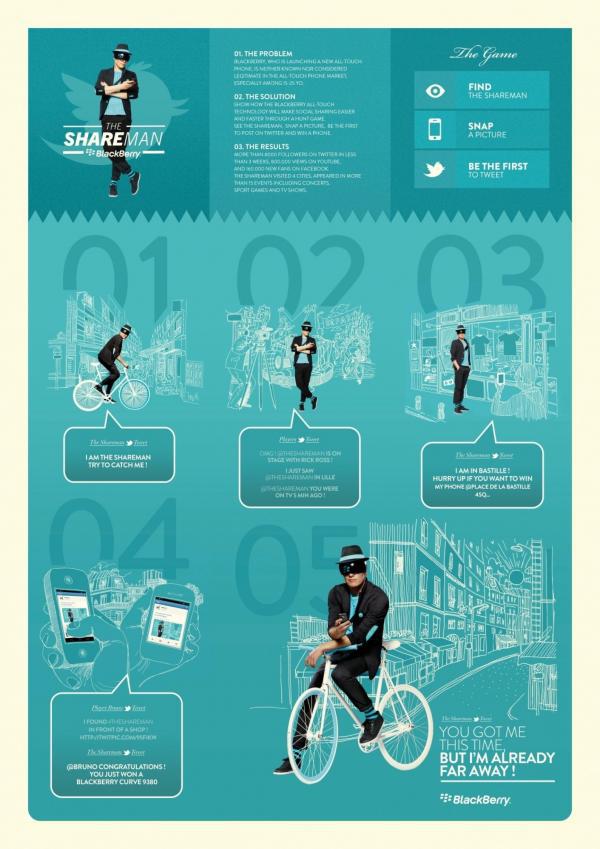 THE
SHAREMAN
BlackBerry
01. THE PROBLEM
BLACKBERRY, WHO IS LAUNCHING A NEW ALL-TOUCH
PHONE, IS NEITHER KNOWN NOR CONSIDERED
LEGITIMATE IN THE ALL-TOUCH PHONE MARKET,
ESPECIALLY AMONG 15-25 YO.
02. THE SOLUTION
SHOW HOW THE BLACKBERRY ALL-TOUCH
TECHNOLOGY WILL MAKE SOCIAL SHARING EASIER
AND FASTER THROUGH A HUNT GAME.
SEE THE SHAREMAN, SNAP A PICTURE, BE THE FIRST
TO POST ON TWITTER AND WIN A PHONE.
03. THE RESULTS
MORE THAN 8000 FOLLOWERS ON TWITTER IN LESS
THAN 3 WEEKS, 800.000 VIEWS ON YOUTUBE,
AND 160.000 NEW FANS ON FACEBOOK.
THE SHAREMAN VISITED 4 CITIES, APPEARED IN MORE
THAN 15 EVENTS INCLUDING CONCERTS,
SPORT GAMES AND TV SHOWS.
The Game
FIND
THE SHAREMAN
SNAP
A PICTURE
BE THE FIRST
TO TWEET
01
The Shareman Tweet
I AM THE SHAREMAN
TRY TO CATCH ME !
02
Players Tweet
OMG ! @THESHAREMAN IS ON
STAGE WITH RICK ROSS !
I JUST SAW
@THESHAREMAN IN LILLE
@THESHAREMAN YOU WERE
ON TV'S MIN AGO !
03
The Shareman Tweet
I AM IN BASTILLE !
HURRY UP IF YOU WANT TO WIN
MY PHONE @PLACE DE LA BASTILLE
4SQ...
04
Player Bruno Tweet
I FOUND #THESHAREMAN
IN FRONT OF A SHOP !
The Shareman Tweet
@BRUNO CONGRATULATIONS !
YOU JUST WON A
BLACKBERRY CURVE 9380
05
The Shareman Tweet
YOU GOT ME
THIS TIME,
BUT I'M ALREADY
FAR AWAY !
BlackBerry